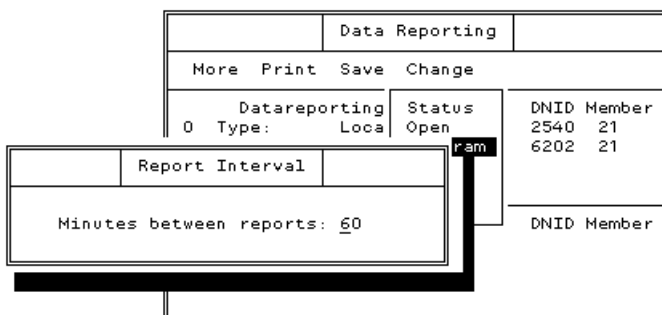 Data Reporting
More Print Save Change
Datareporting Status DNID Member
0 Type: Loca Open 2540 21
ram 6202 21
Report Interval
Minutes between reports: 60
DNID Member